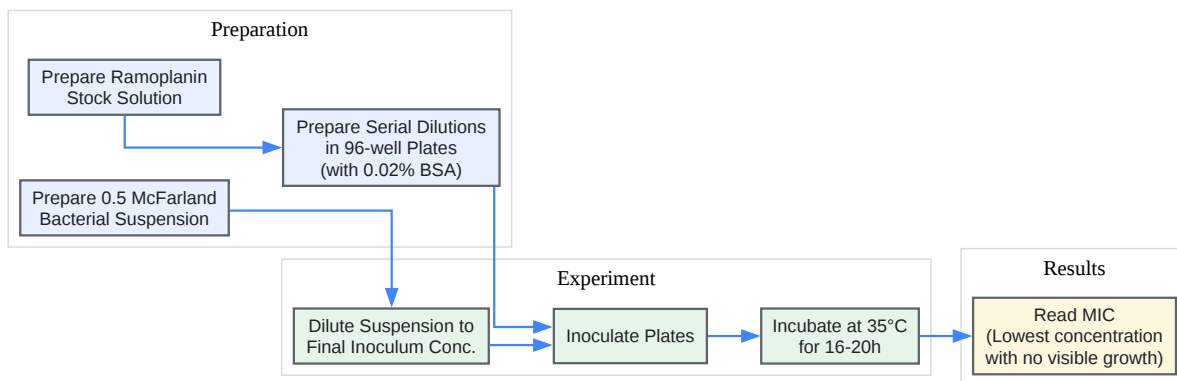 Preparation
Prepare Ramoplanin
Stock Solution
Prepare Serial Dilutions
in 96-well Plates
(with 0.02% BSA)
Prepare 0.5 McFarland
Bacterial Suspension
Experiment
Dilute Suspension to
Final Inoculum Conc.
Inoculate Plates
Incubate at 35°C
for 16-20h
Results
Read MIC
(Lowest concentration
with no visible growth)